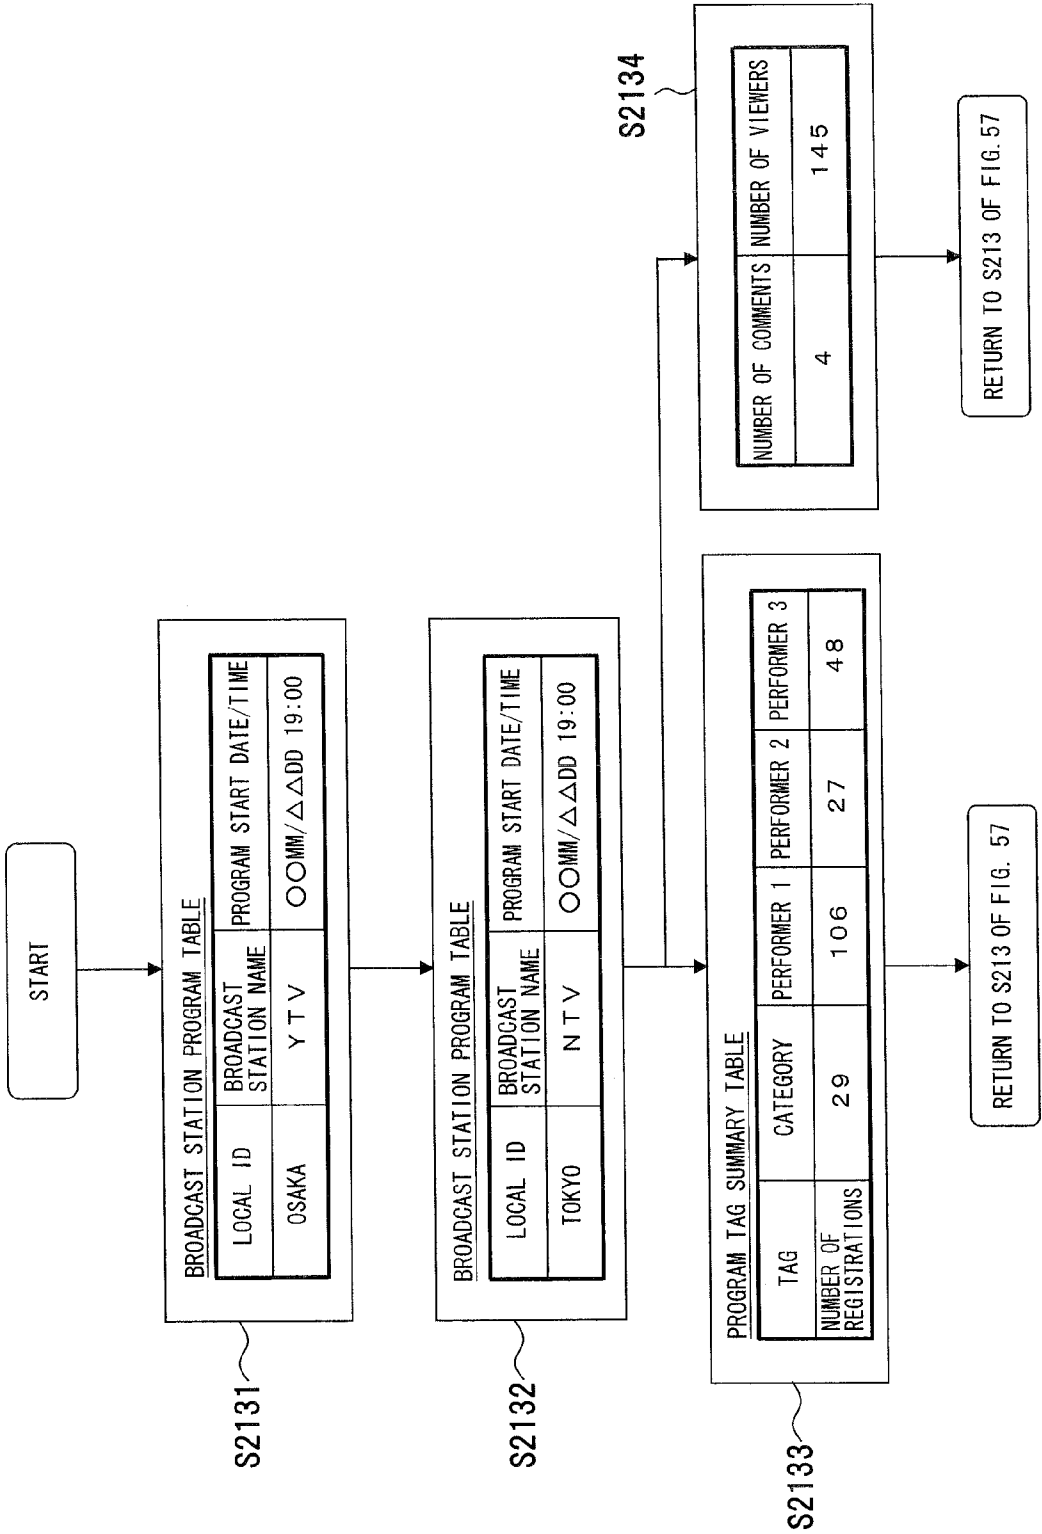 START
S2131
BROADCAST STATION PROGRAM TABLE
LOCAL ID
BROADCAST
STATION NAME
PROGRAM START DATE/TIME
OSAKA
YTV
○○MM/△△DD 19:00
S2132
BROADCAST STATION PROGRAM TABLE
LOCAL ID
BROADCAST
STATION NAME
PROGRAM START DATE/TIME
TOKYO
NTV
○○MM/△△DD 19:00
S2133
PROGRAM TAG SUMMARY TABLE
TAG
CATEGORY
PERFORMER 1
PERFORMER 2
PERFORMER 3
NUMBER OF
REGISTRATIONS
29
106
27
48
RETURN TO S213 OF FIG. 57
S2134
NUMBER OF COMMENTS
NUMBER OF VIEWERS
4
145
RETURN TO S213 OF FIG. 57